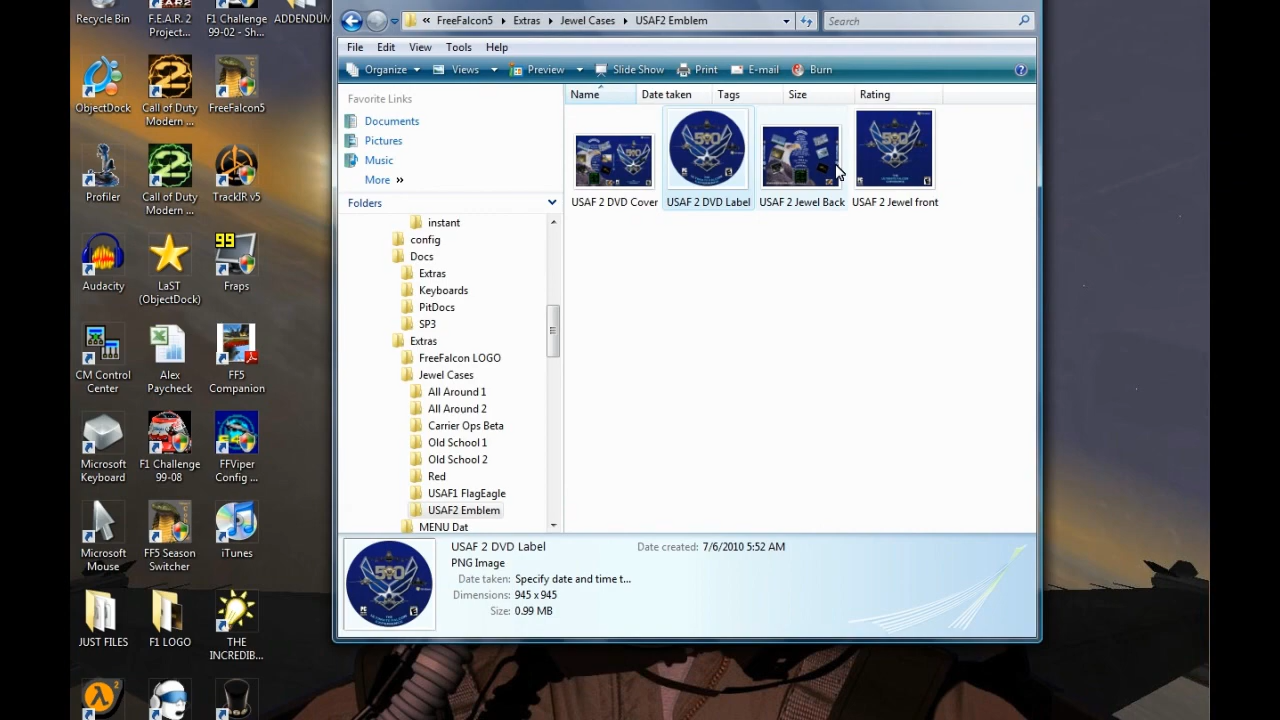 Recycle Bin
F.E.A.R. 2
Project...
F1 Challenge
99-02 - Sh...
ADDENDUM
ObjectDock
Call of Duty
Modern ...
FreeFalcon5
Profiler
Call of Duty
Modern ...
TrackIR v5
Audacity
LaST
(ObjectDock)
99
Fraps
CM Control
Center
Alex
Paycheck
FF5
Companion
Microsoft
Keyboard
F1 Challenge
99-08
FFViper
Config ...
Microsoft
Mouse
FF5 Season
Switcher
iTunes
JUST FILES
F1 LOGO
THE
INCREDIB...
« FreeFalcon5 Extras Jewel Cases USAF2 Emblem
Search
File Edit View Tools Help
Organize Views Preview Slide Show Print E-mail Burn
Favorite Links
Documents
Pictures
Music
More »
Folders
instant
config
Docs
Extras
Keyboards
PitDocs
SP3
Extras
FreeFalcon LOGO
Jewel Cases
All Around 1
All Around 2
Carrier Ops Beta
Old School 1
Old School 2
Red
USAF1 FlagEagle
USAF2 Emblem
MENU Dat
Name Date taken Tags Size Rating
USAF 2 DVD Cover USAF 2 DVD Label USAF 2 Jewel Back USAF 2 Jewel front
USAF 2 DVD Label Date created: 7/6/2010 5:52 AM
PNG Image
Date taken: Specify date and time t...
Dimensions: 945 x 945
Size: 0.99 MB